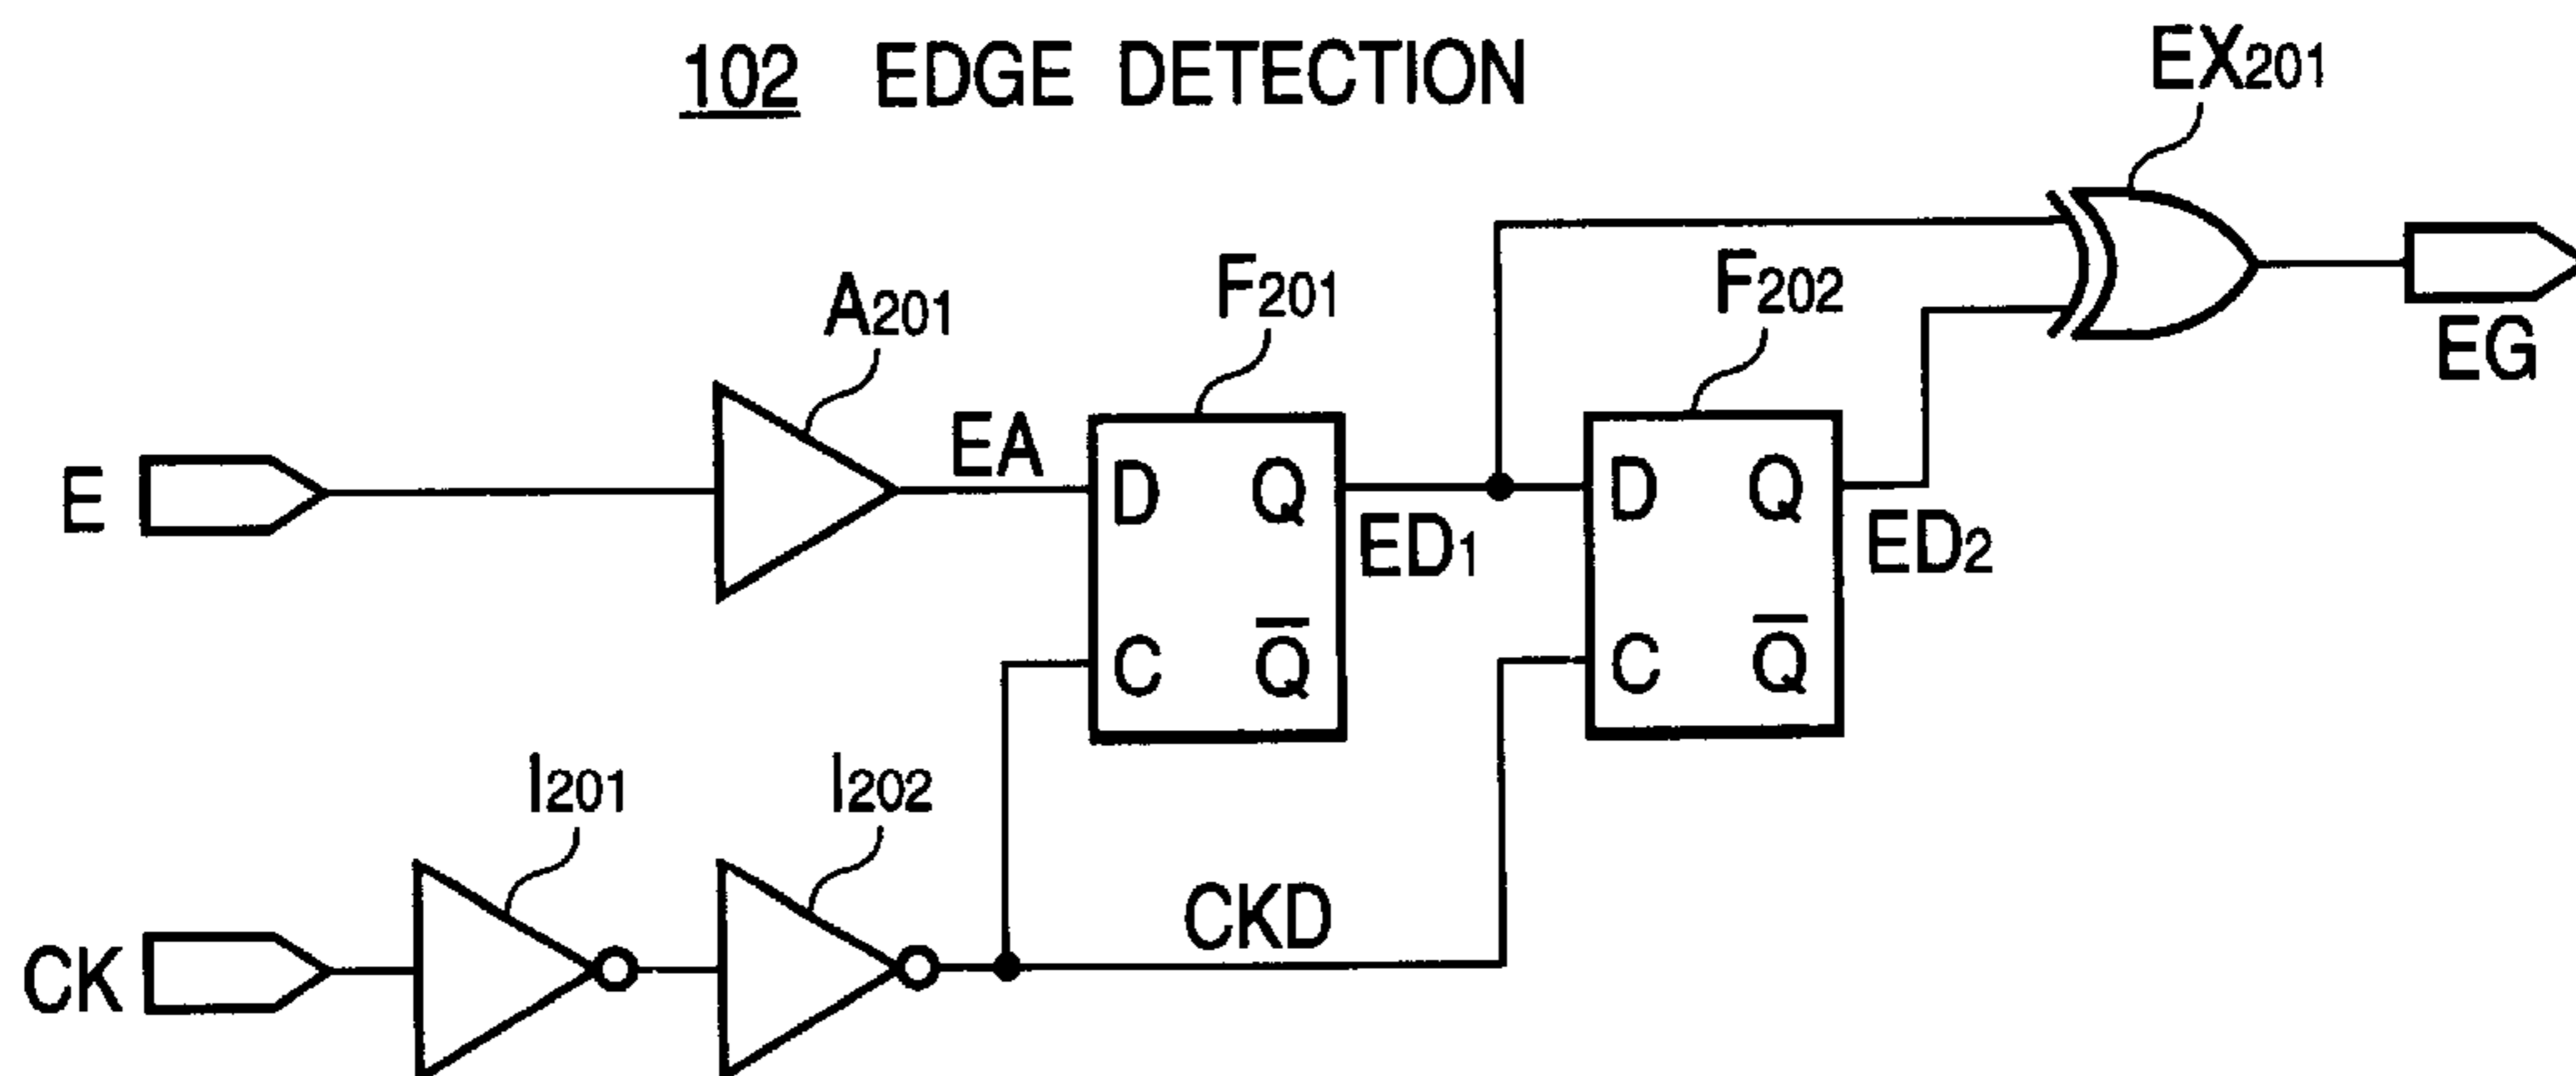 102 EDGE DETECTION
EX201
A201
F201
F202
EG
E
EA
D Q
ED1
D Q
ED2
C Q̅
C Q̅
I201
I202
CK
CKD